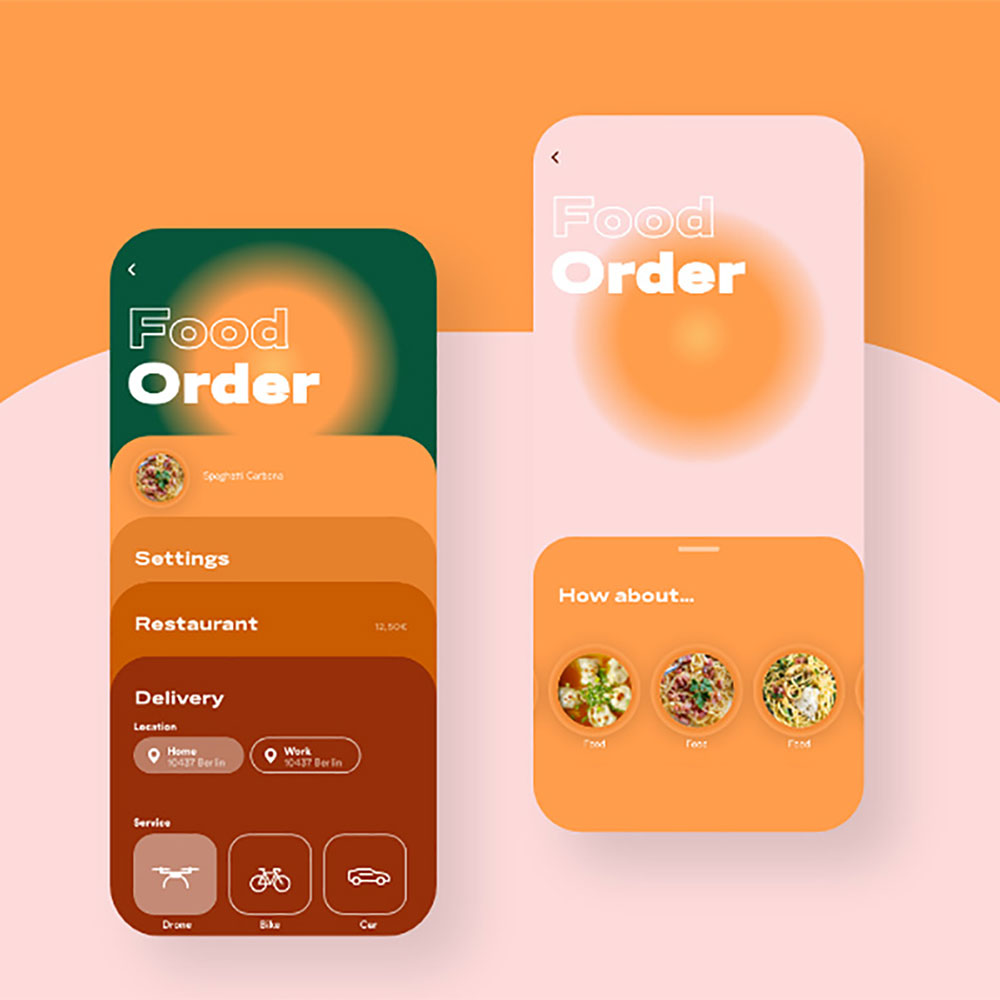 Food
Order
Spaghetti Carbona
Settings
Restaurant 12,50€
Delivery
Location
Home
10437 Berlin
Work
10437 Berlin
Service
Drone Bike Car
Food
Order
How about...
Food Food Food